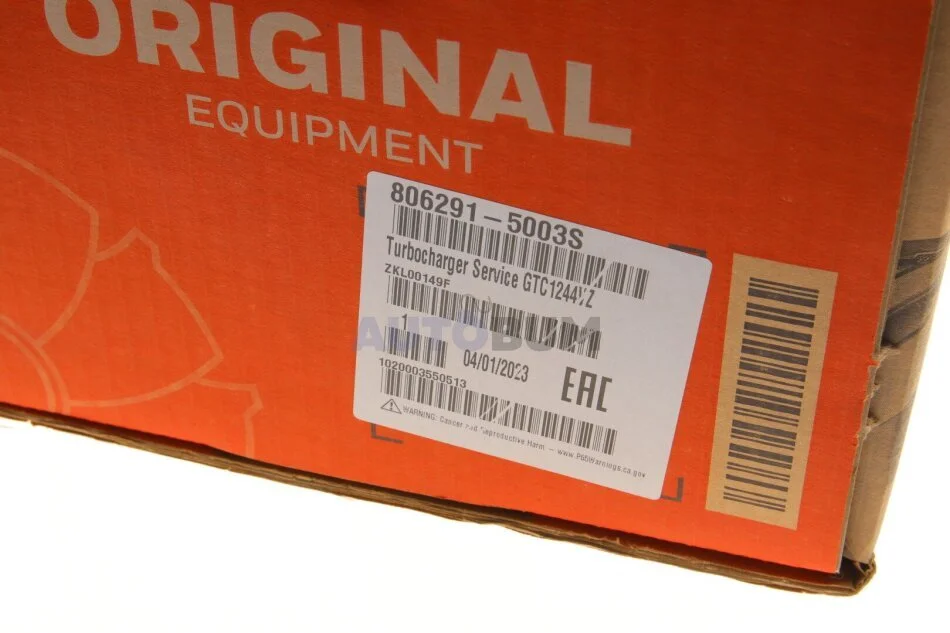 ORIGINAL
EQUIPMENT
806291-5003S
Turbocharger Service GTC1244VZ
ZKL00149F
AUTOBUM
1
04/01/2023
EAC
1020003550513
WARNING: Cancer and Reproductive Harm - www.P65Warnings.ca.gov